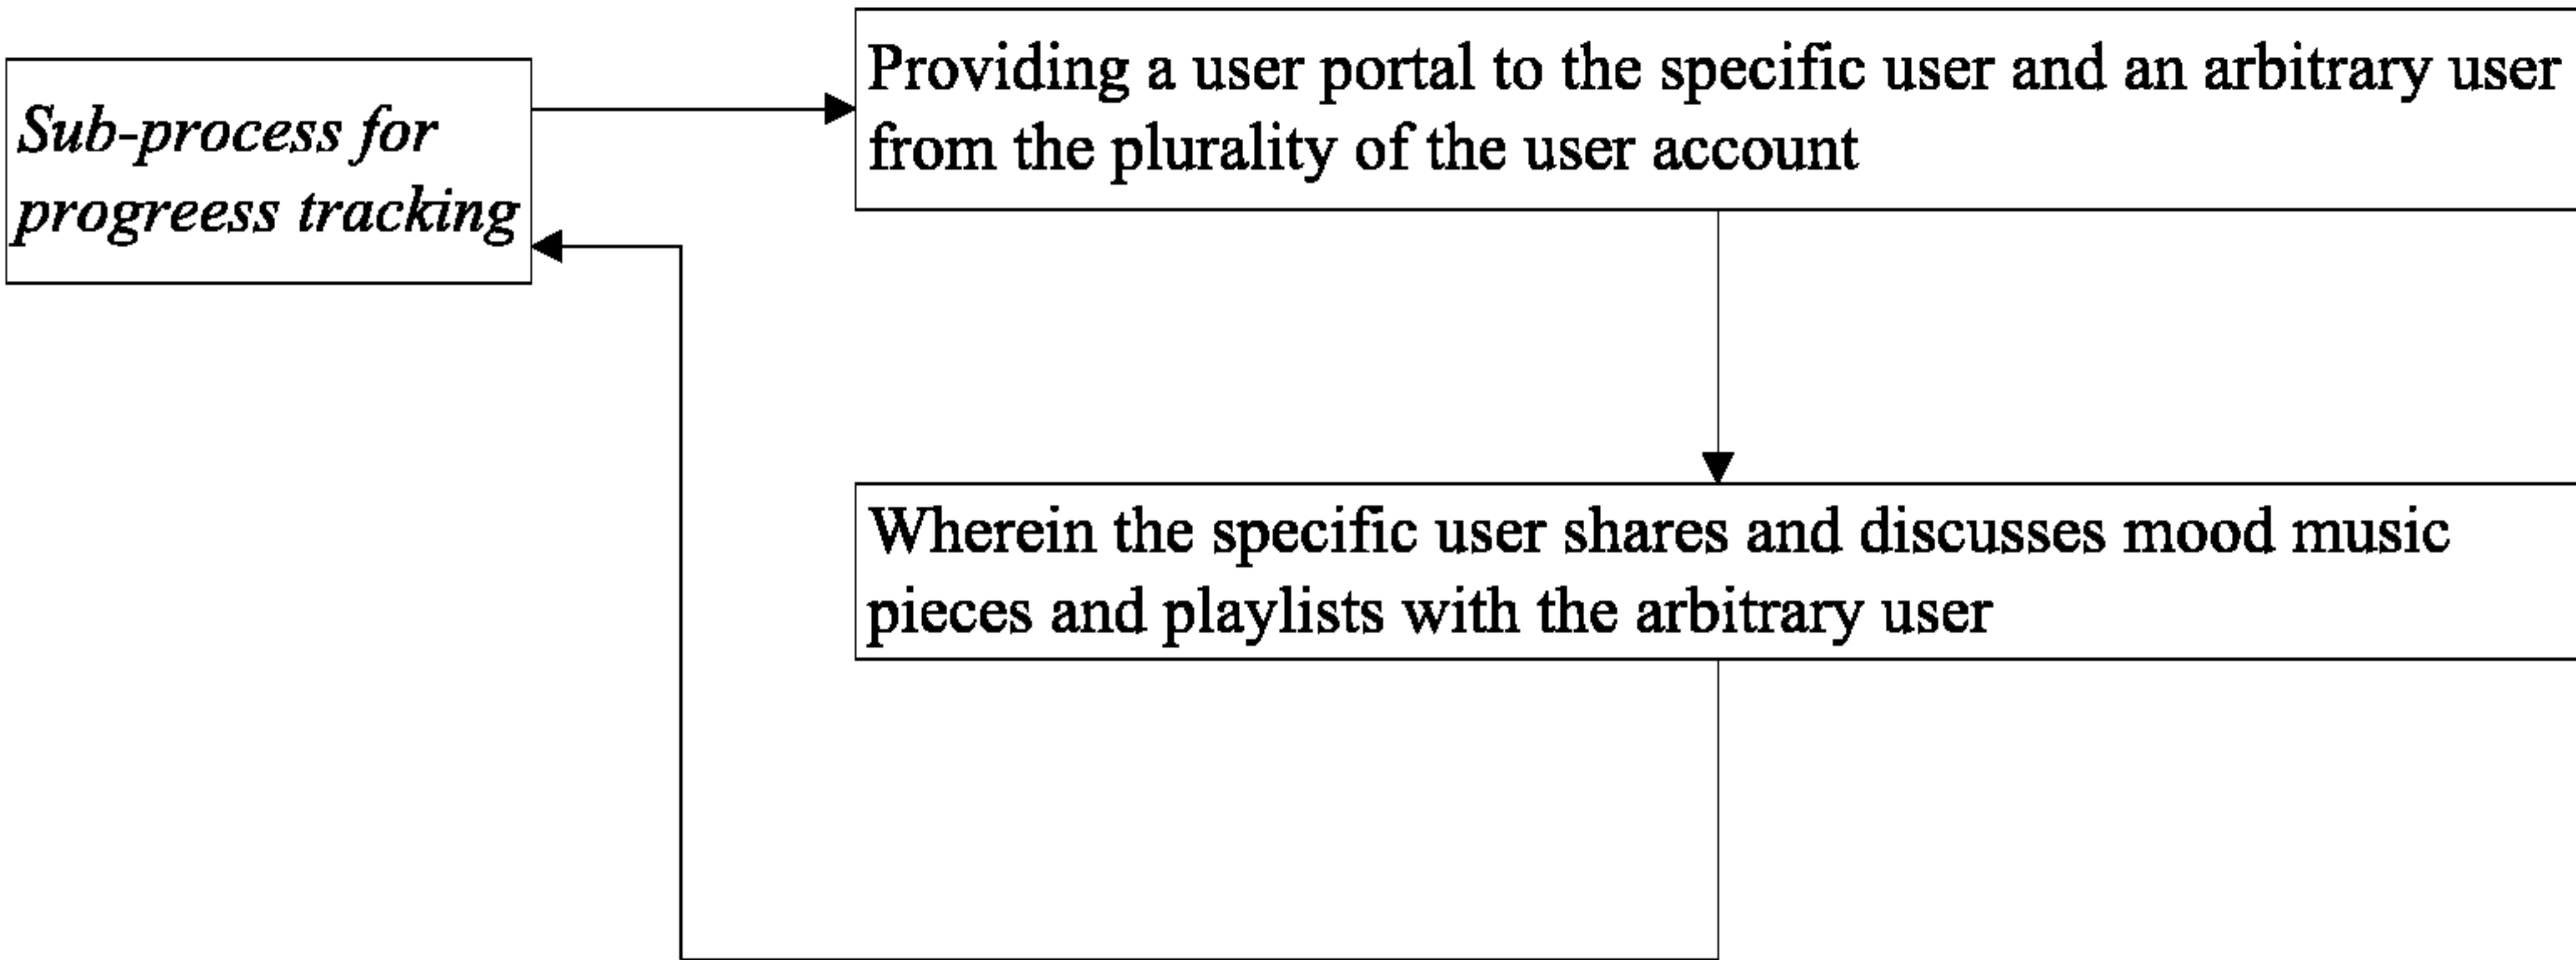 Sub-process for
progreess tracking
Providing a user portal to the specific user and an arbitrary user
from the plurality of the user account
Wherein the specific user shares and discusses mood music
pieces and playlists with the arbitrary user